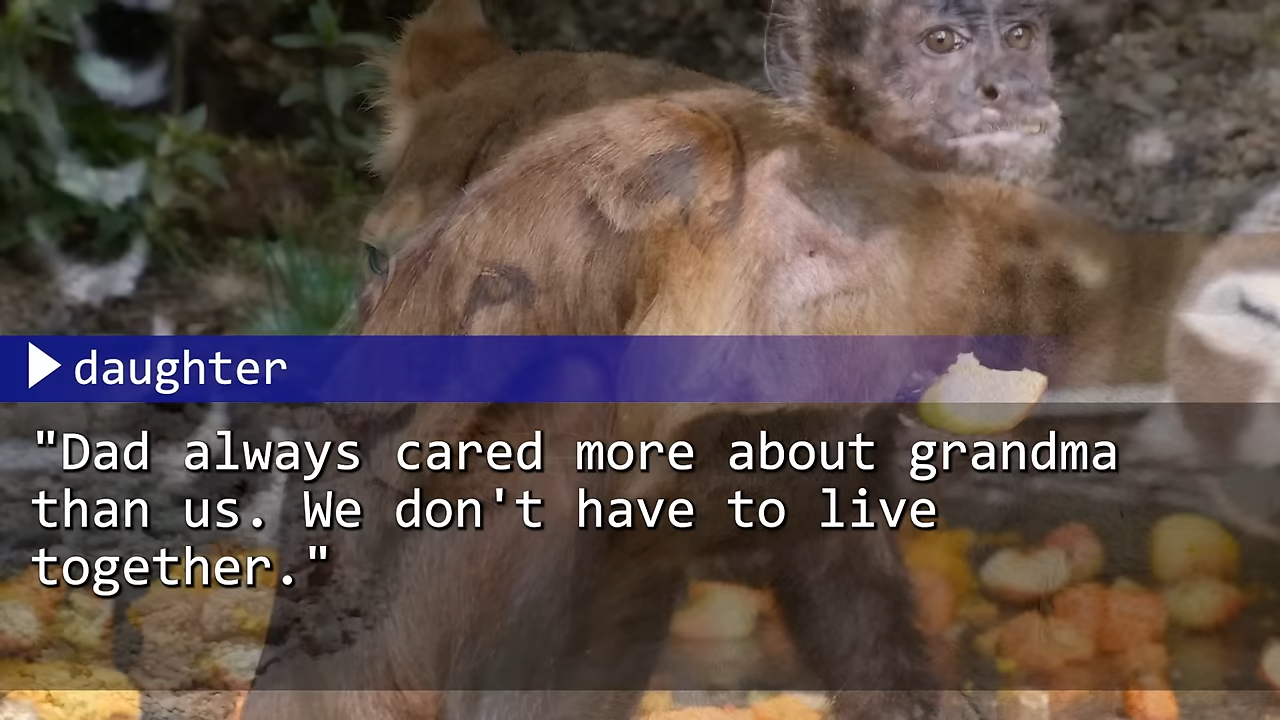 daughter
"Dad always cared more about grandma
than us. We don't have to live
together."